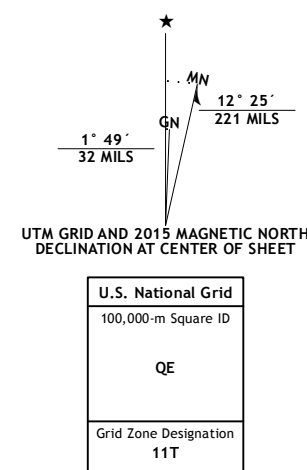 MN
GN
12° 25´
221 MILS
1° 49´
32 MILS
UTM GRID AND 2015 MAGNETIC NORTH
DECLINATION AT CENTER OF SHEET
U.S. National Grid
100,000-m Square ID
QE
Grid Zone Designation
11T